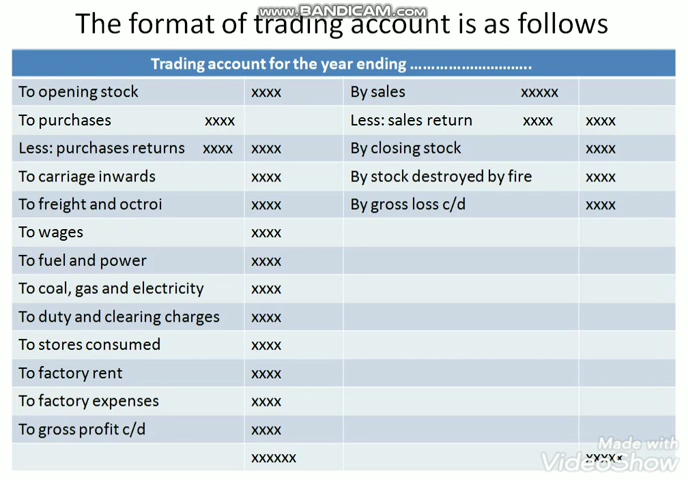 www.BANDICAM.com
The format of trading account is as follows
Trading account for the year ending ………………………..
To opening stock xxxx By sales xxxxx
To purchases xxxx Less: sales return xxxx xxxx
Less: purchases returns xxxx xxxx By closing stock xxxx
To carriage inwards xxxx By stock destroyed by fire xxxx
To freight and octroi xxxx By gross loss c/d xxxx
To wages xxxx
To fuel and power xxxx
To coal, gas and electricity xxxx
To duty and clearing charges xxxx
To stores consumed xxxx
To factory rent xxxx
To factory expenses xxxx
To gross profit c/d xxxx
xxxxxx xxxxx
Made with
VideoShow